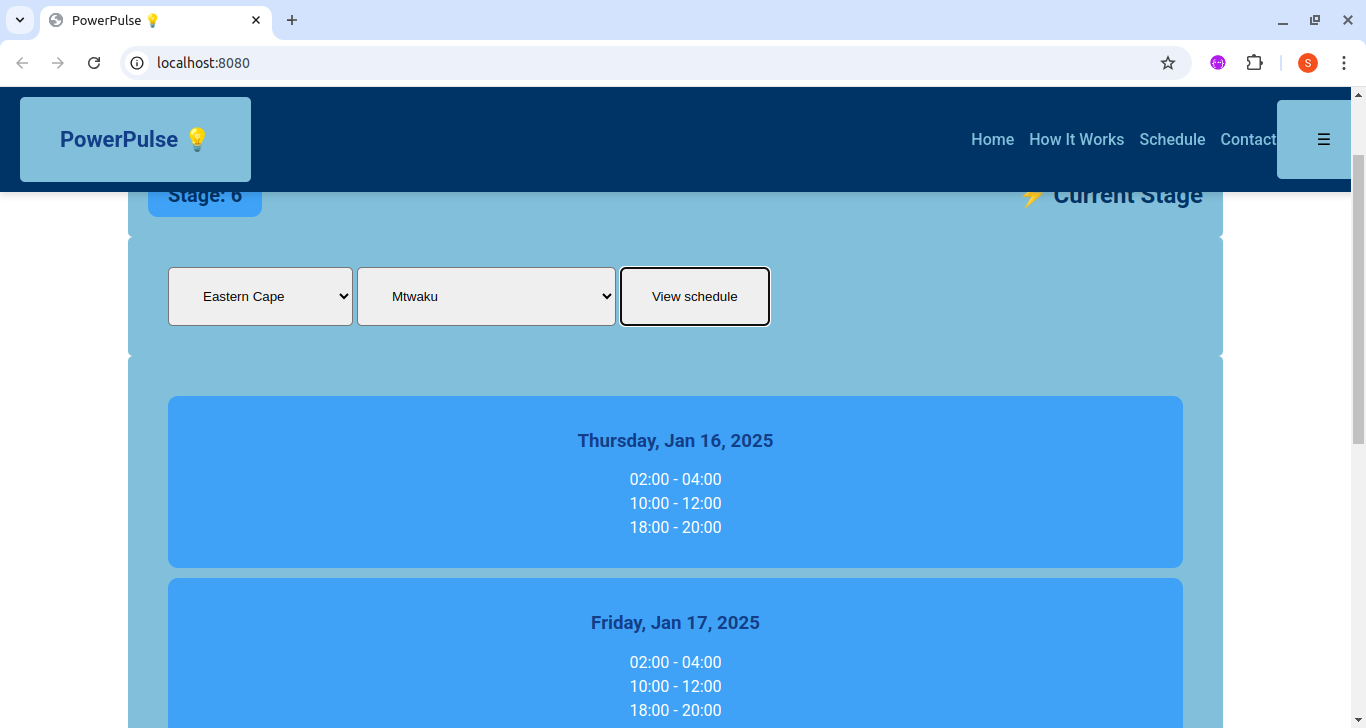 PowerPulse 💡
localhost:8080
S
PowerPulse 💡
Home How It Works Schedule Contact ☰
Stage: 6 ⚡ Current Stage
Eastern Cape Mtwaku View schedule
Thursday, Jan 16, 2025
02:00 - 04:00
10:00 - 12:00
18:00 - 20:00
Friday, Jan 17, 2025
02:00 - 04:00
10:00 - 12:00
18:00 - 20:00